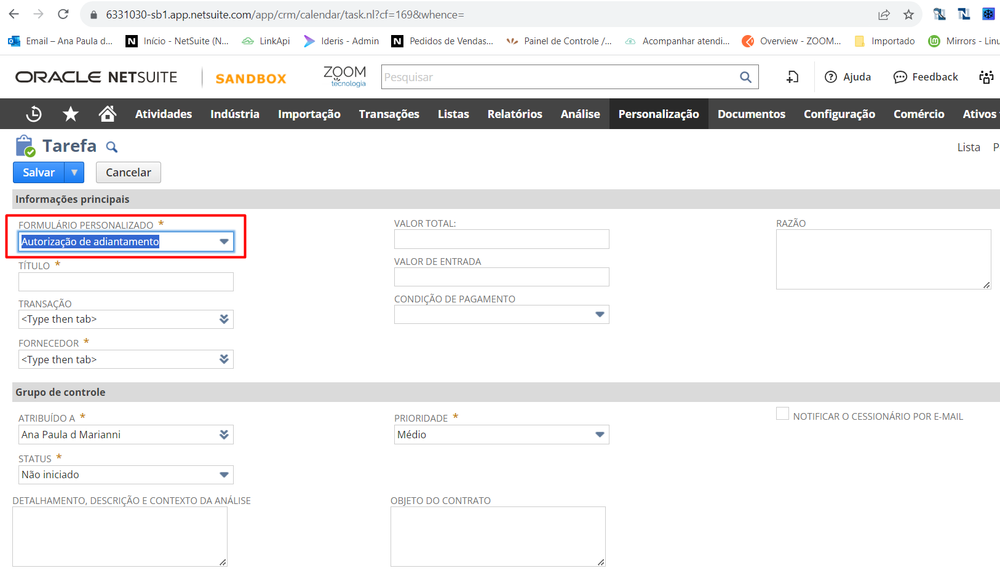 6331030-sb1.app.netsuite.com/app/crm/calendar/task.nl?cf=169&whence=
Email – Ana Paula d... Início - NetSuite (N... LinkApi Ideris - Admin Pedidos de Vendas... Painel de Controle /... Acompanhar atendi... Overview - ZOOM... Importado Mirrors - Linu
ORACLE NETSUITE SANDBOX ZOOM tecnologia Pesquisar Ajuda Feedback
Atividades Indústria Importação Transações Listas Relatórios Análise Personalização Documentos Configuração Comércio Ativos
Tarefa Lista P
Salvar Cancelar
Informações principais
FORMULÁRIO PERSONALIZADO *
Autorização de adiantamento
TÍTULO *
TRANSAÇÃO
<Type then tab>
FORNECEDOR *
<Type then tab>
VALOR TOTAL:
VALOR DE ENTRADA
CONDIÇÃO DE PAGAMENTO
RAZÃO
Grupo de controle
ATRIBUÍDO A *
Ana Paula d Marianni
STATUS *
Não iniciado
PRIORIDADE *
Médio
NOTIFICAR O CESSIONÁRIO POR E-MAIL
DETALHAMENTO, DESCRIÇÃO E CONTEXTO DA ANÁLISE
OBJETO DO CONTRATO